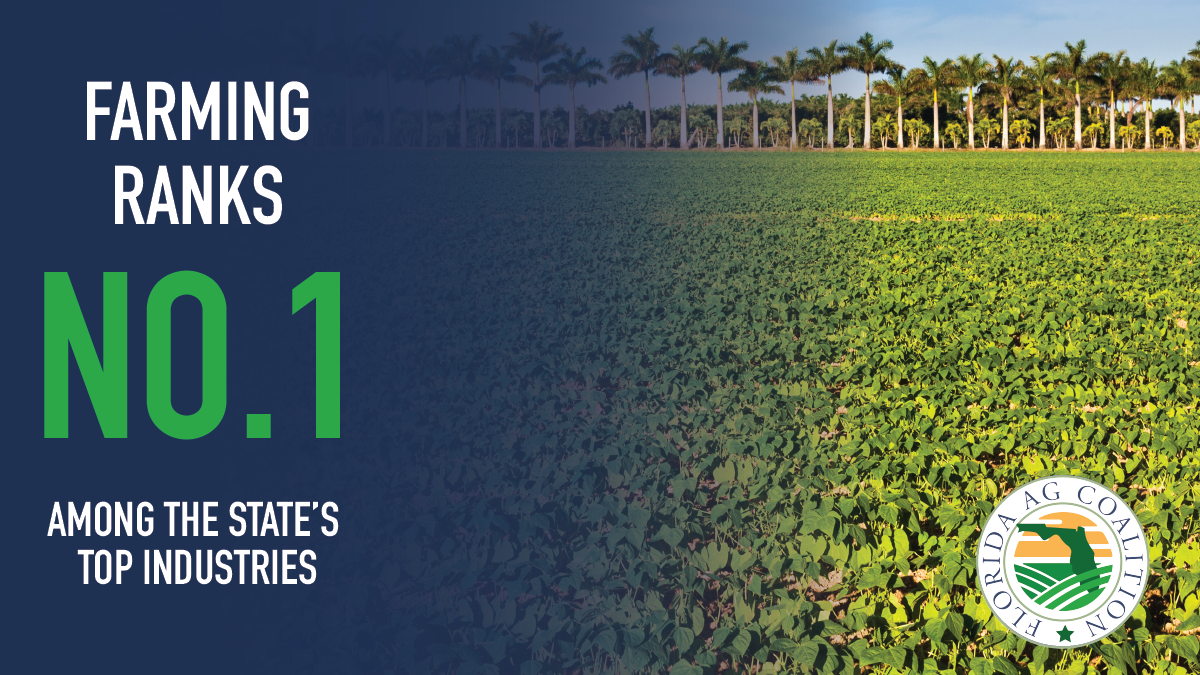 FARMING
RANKS
NO.1
AMONG THE STATE'S
TOP INDUSTRIES
FLORIDA AG COALITION